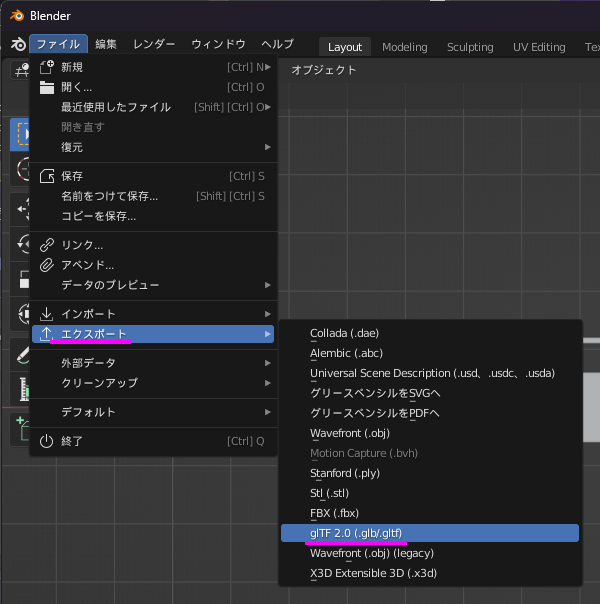 Blender
ファイル 編集 レンダー ウィンドウ ヘルプ Layout Modeling Sculpting UV Editing
オブジェクト
新規 [Ctrl] N
開く... [Ctrl] O
最近使用したファイル [Shift] [Ctrl] O
開き直す
復元
保存 [Ctrl] S
名前をつけて保存... [Shift] [Ctrl] S
コピーを保存...
リンク...
アペンド...
データのプレビュー
インポート
エクスポート
外部データ
クリーンアップ
デフォルト
終了 [Ctrl] Q
Collada (.dae)
Alembic (.abc)
Universal Scene Description (.usd、.usdc、.usda)
グリースペンシルをSVGへ
グリースペンシルをPDFへ
Wavefront (.obj)
Motion Capture (.bvh)
Stanford (.ply)
Stl (.stl)
FBX (.fbx)
glTF 2.0 (.glb/.gltf)
Wavefront (.obj) (legacy)
X3D Extensible 3D (.x3d)